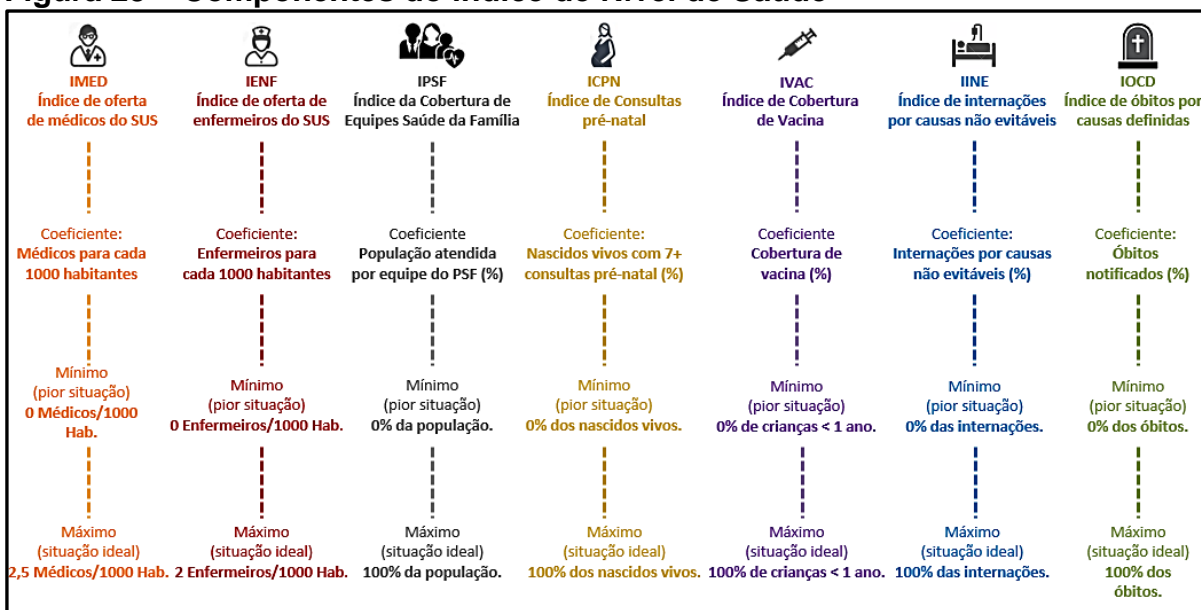 IMED
Índice de oferta
de médicos do SUS
Coeficiente:
Médicos para cada
1000 habitantes
Mínimo
(pior situação)
0 Médicos/1000
Hab.
Máximo
(situação ideal)
2,5 Médicos/1000 Hab.
IENF
Índice de oferta de
enfermeiros do SUS
Coeficiente:
Enfermeiros para
cada 1000 habitantes
Mínimo
(pior situação)
0 Enfermeiros/1000 Hab.
Máximo
(situação ideal)
2 Enfermeiros/1000 Hab.
IPSF
Índice da Cobertura de
Equipes Saúde da Família
Coeficiente
População atendida
por equipe do PSF (%)
Mínimo
(pior situação)
0% da população.
Máximo
(situação ideal)
100% da população.
ICPN
Índice de Consultas
pré-natal
Coeficiente:
Nascidos vivos com 7+
consultas pré-natal (%)
Mínimo
(pior situação)
0% dos nascidos vivos.
Máximo
(situação ideal)
100% dos nascidos vivos.
IVAC
Índice de Cobertura
de Vacina
Coeficiente
Cobertura de
vacina (%)
Mínimo
(pior situação)
0% de crianças < 1 ano.
Máximo
(situação ideal)
100% de crianças < 1 ano.
IINE
Índice de internações
por causas não evitáveis
Coeficiente:
Internações por causas
não evitáveis (%)
Mínimo
(pior situação)
0% das internações.
Máximo
(situação ideal)
100% das internações.
IOCD
Índice de óbitos por
causas definidas
Coeficiente:
Óbitos
notificados (%)
Mínimo
(pior situação)
0% dos óbitos.
Máximo
(situação ideal)
100% dos
óbitos.